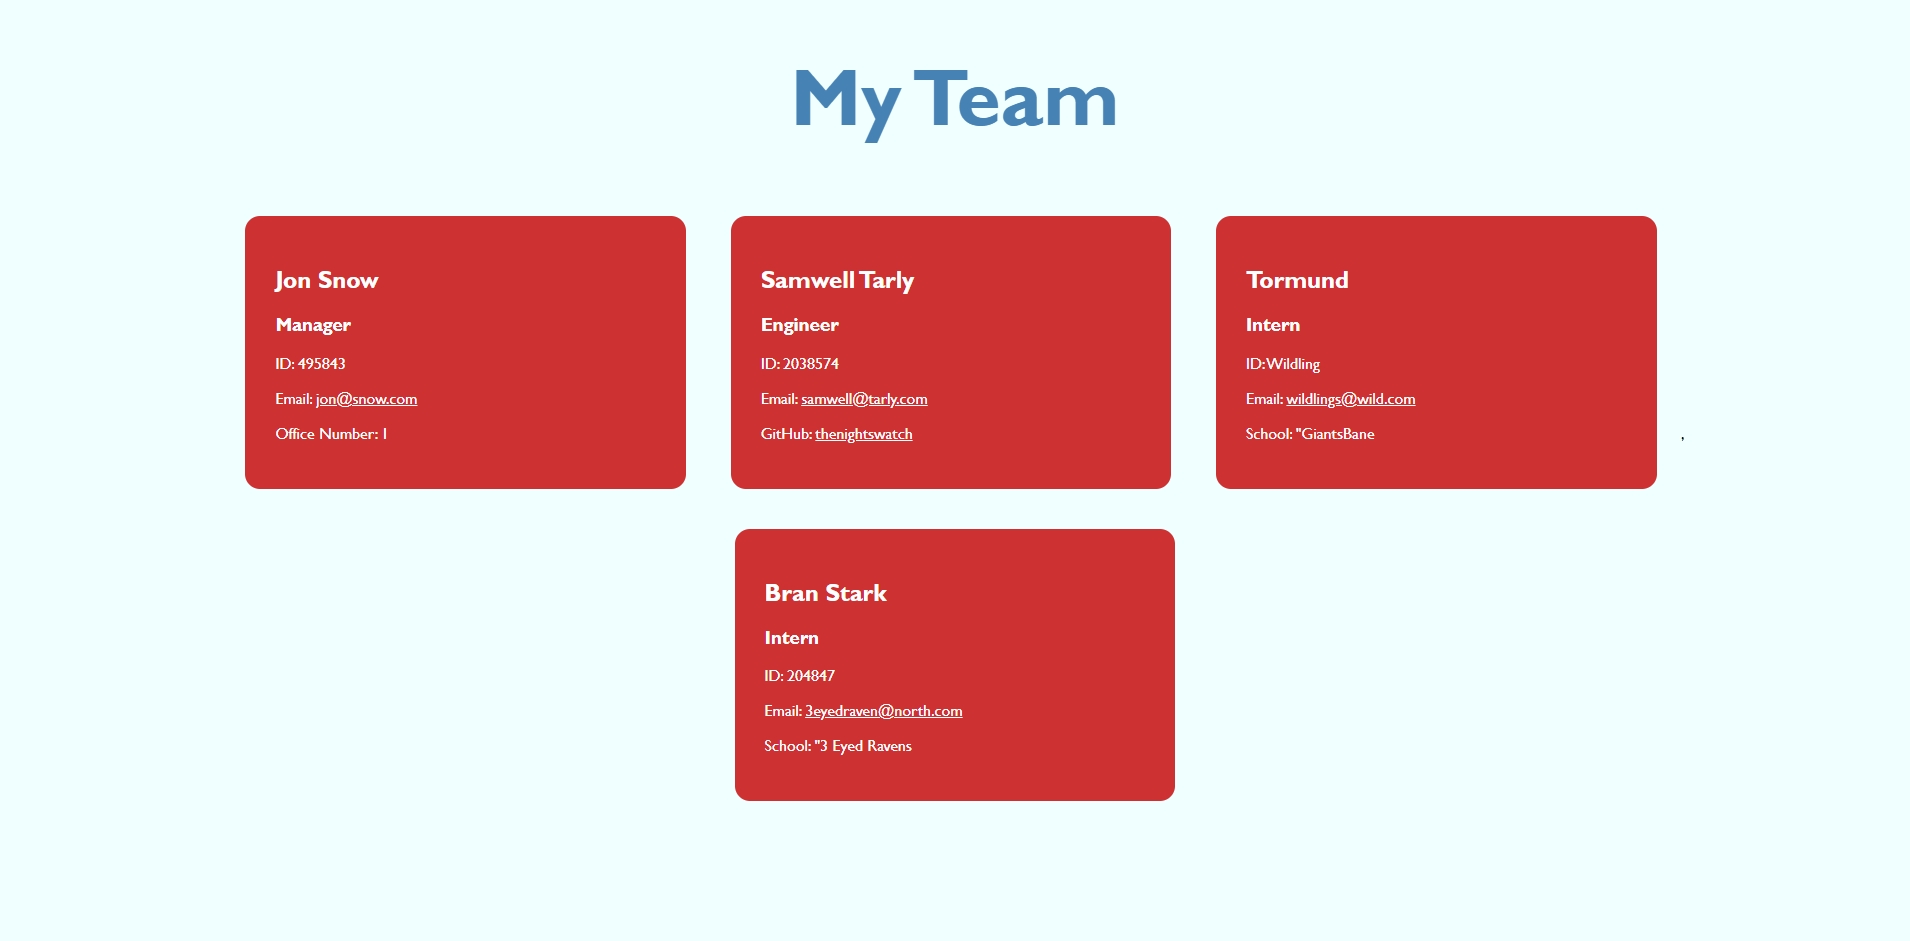 My Team
Jon Snow
Manager
ID: 495843
Email: jon@snow.com
Office Number: 1
Samwell Tarly
Engineer
ID: 2038574
Email: samwell@tarly.com
GitHub: thenightswatch
Tormund
Intern
ID: Wildling
Email: wildlings@wild.com
School: "GiantsBane
,
Bran Stark
Intern
ID: 204847
Email: 3eyedraven@north.com
School: "3 Eyed Ravens